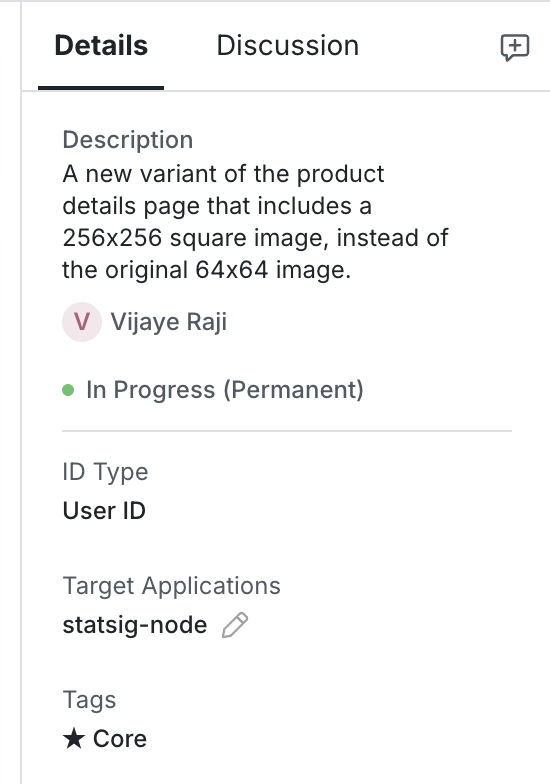 Details
Discussion
Description
A new variant of the product
details page that includes a
256x256 square image, instead of
the original 64x64 image.
V Vijaye Raji
In Progress (Permanent)
ID Type
User ID
Target Applications
statsig-node
Tags
★ Core